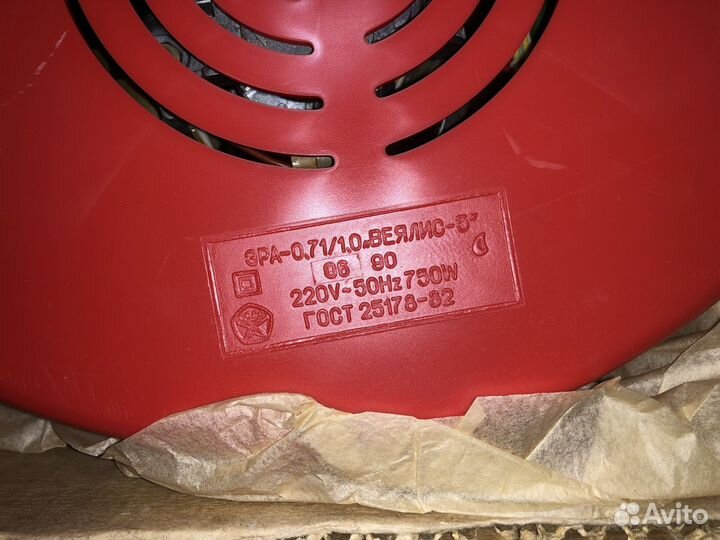 ЭРА-0,71/1,0„ВЕЯЛИС-5"
06 90
220V~50Hz 750W
ГОСТ 25178-82
Avito